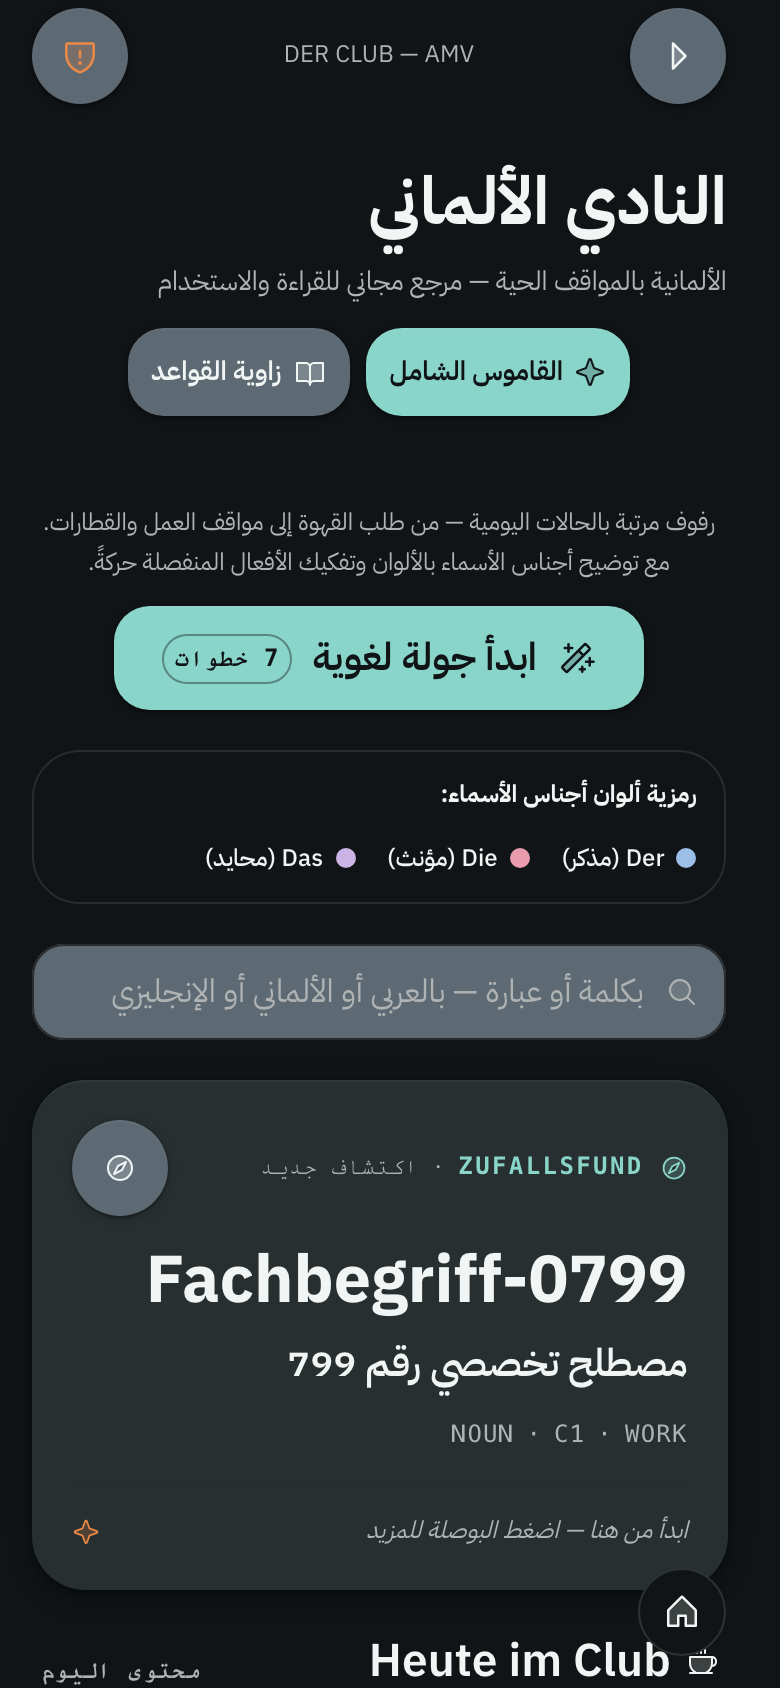 DER CLUB — AMV
النادي الألماني
الألمانية بالمواقف الحية — مرجع مجاني للقراءة والاستخدام
القاموس الشامل
زاوية القواعد
رفوف مرتبة بالحالات اليومية — من طلب القهوة إلى مواقف العمل والقطارات.
مع توضيح أجناس الأسماء بالألوان وتفكيك الأفعال المنفصلة حركةً.
ابدأ جولة لغوية 7 خطوات
رمزية ألوان أجناس الأسماء:
Der (مذكر) Die (مؤنث) Das (محايد)
بكلمة أو عبارة — بالعربي أو الألماني أو الإنجليزي
ZUFALLSFUND · اكتشاف جديد
Fachbegriff-0799
مصطلح تخصصي رقم 799
NOUN · C1 · WORK
ابدأ من هنا — اضغط البوصلة للمزيد
Heute im Club
محتوى اليوم